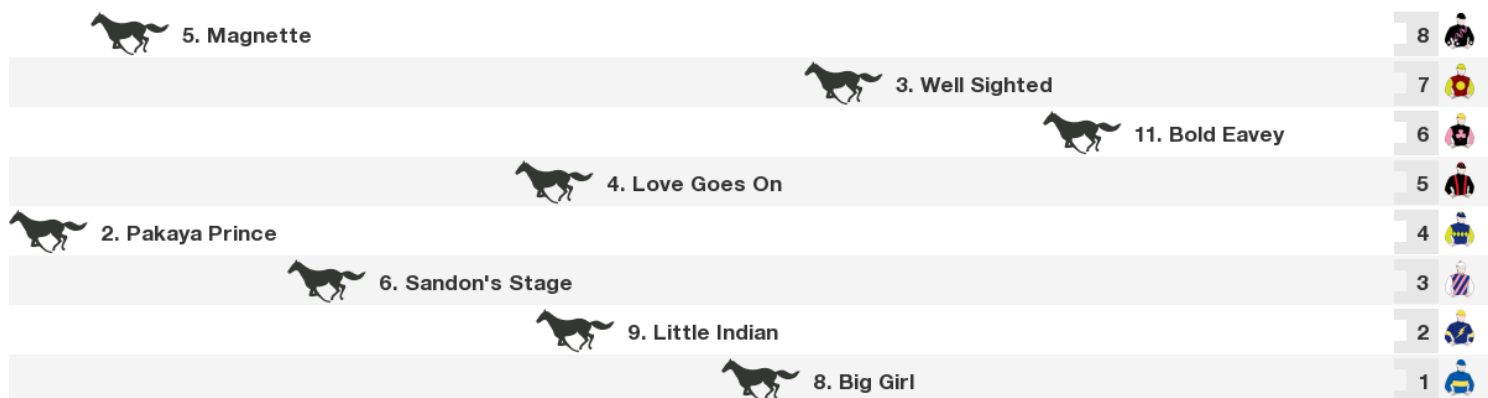 5. Magnette 8
3. Well Sighted 7
11. Bold Eavey 6
4. Love Goes On 5
2. Pakaya Prince 4
6. Sandon's Stage 3
9. Little Indian 2
8. Big Girl 1